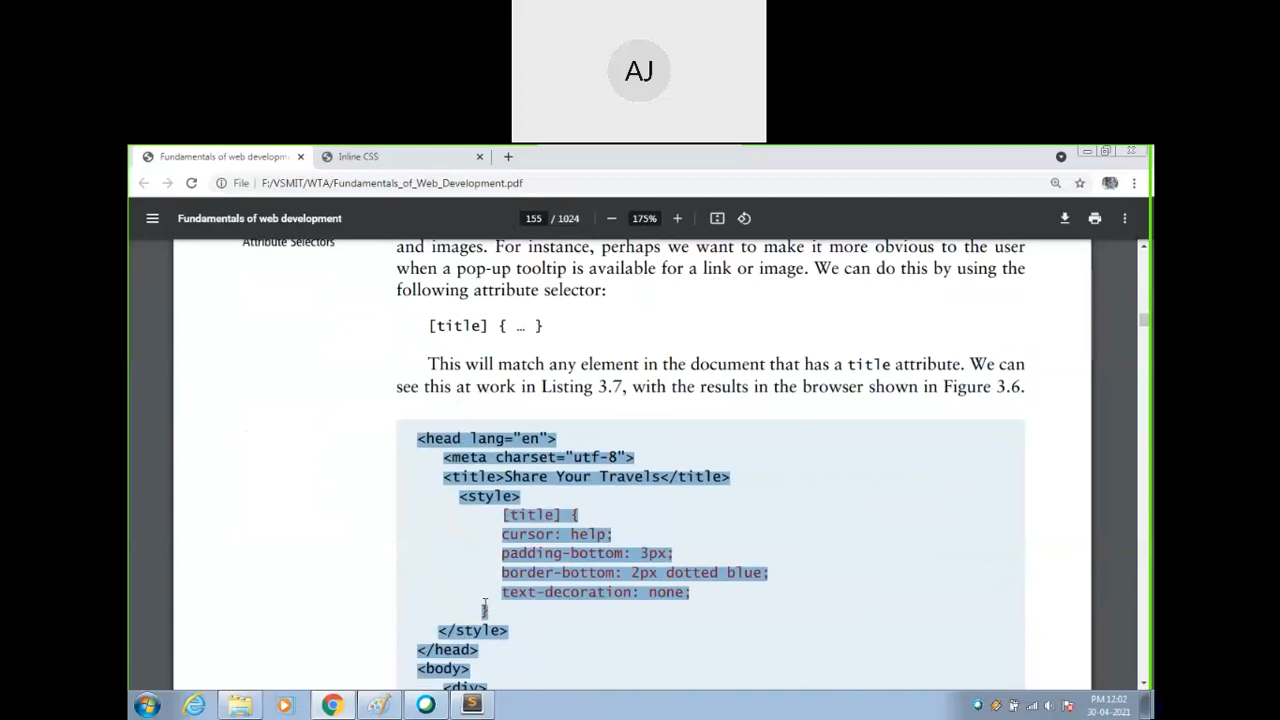 AJ
Fundamentals of web developm
Inline CSS
File F:/VSMIT/WTA/Fundamentals_of_Web_Development.pdf
Fundamentals of web development
155 / 1024
175%
Attribute Selectors
and images. For instance, perhaps we want to make it more obvious to the user
when a pop-up tooltip is available for a link or image. We can do this by using the
following attribute selector:
[title] { … }
This will match any element in the document that has a title attribute. We can
see this at work in Listing 3.7, with the results in the browser shown in Figure 3.6.
<head lang="en">
<meta charset="utf-8">
<title>Share Your Travels</title>
<style>
[title] {
cursor: help;
padding-bottom: 3px;
border-bottom: 2px dotted blue;
text-decoration: none;
}
</style>
</head>
<body>
<div>
PM 12:02
30-04-2021